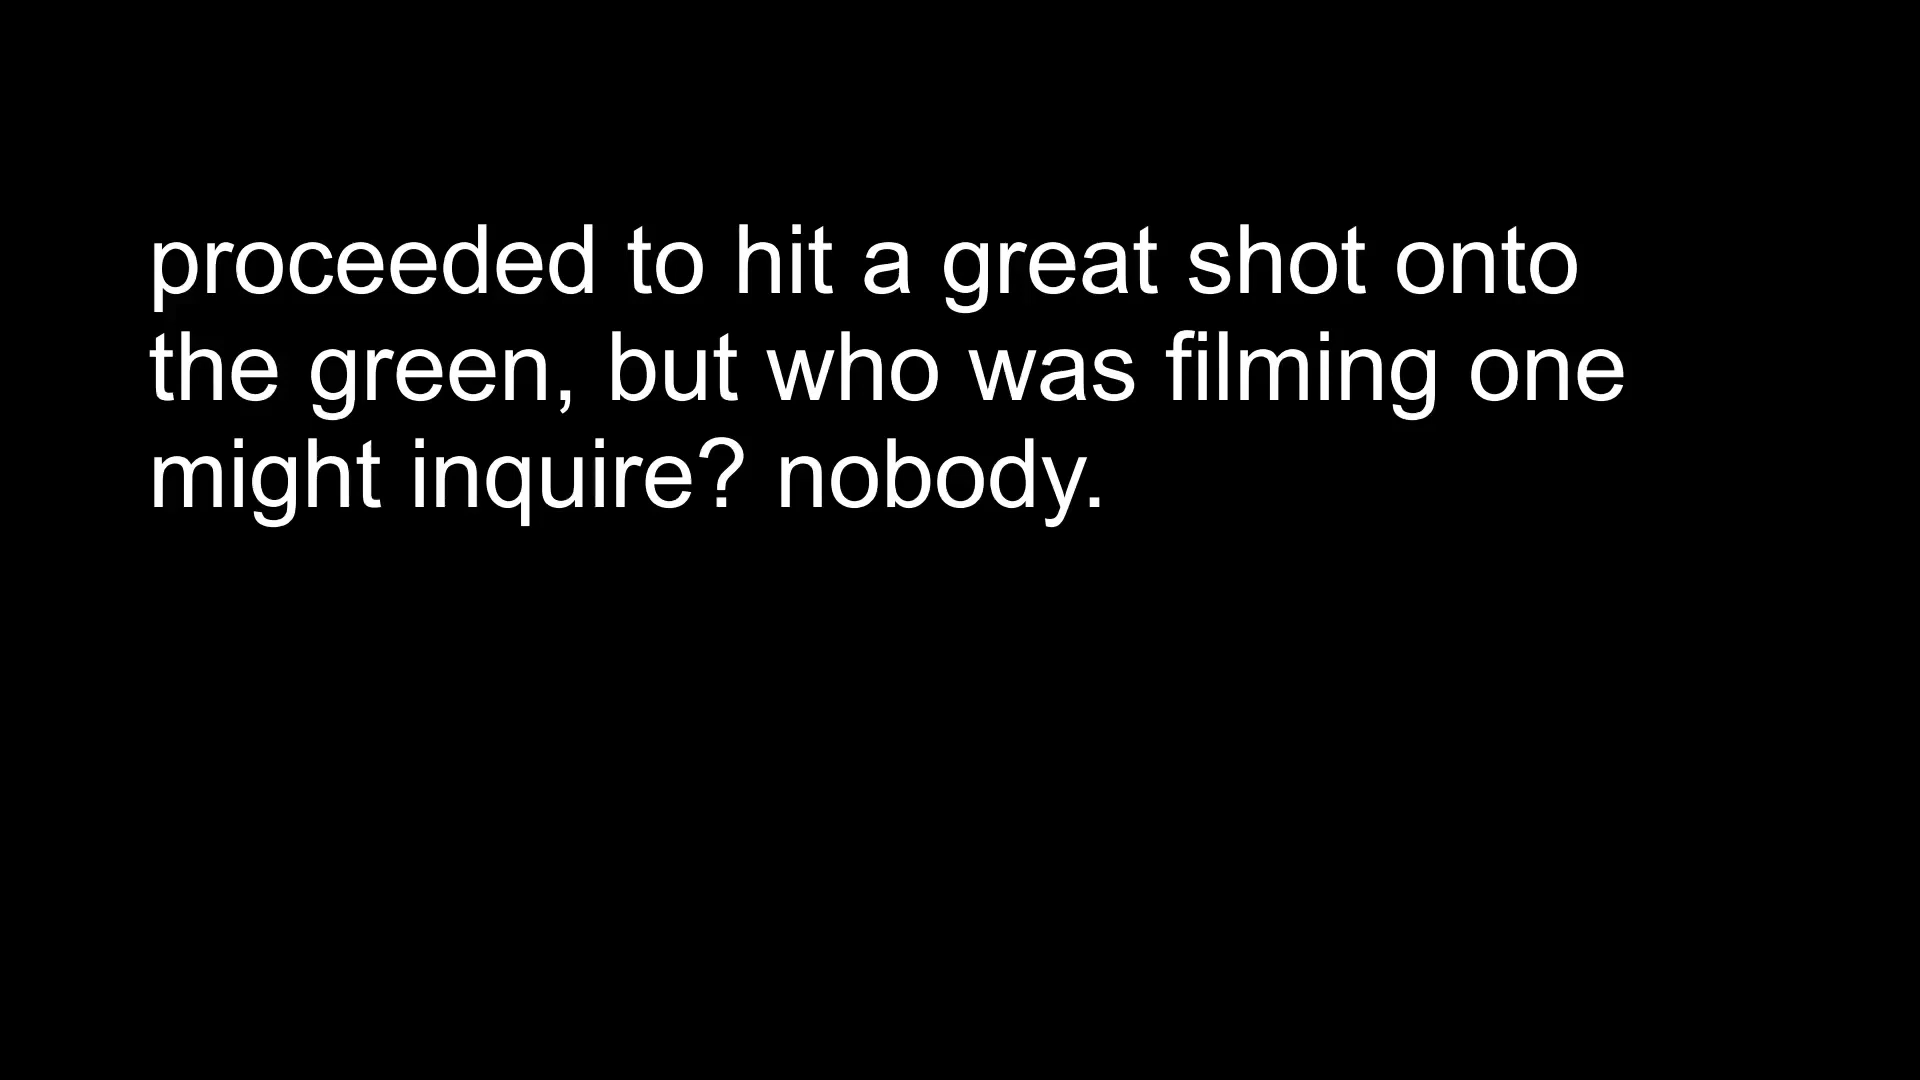 proceeded to hit a great shot onto
the green, but who was filming one
might inquire? nobody.